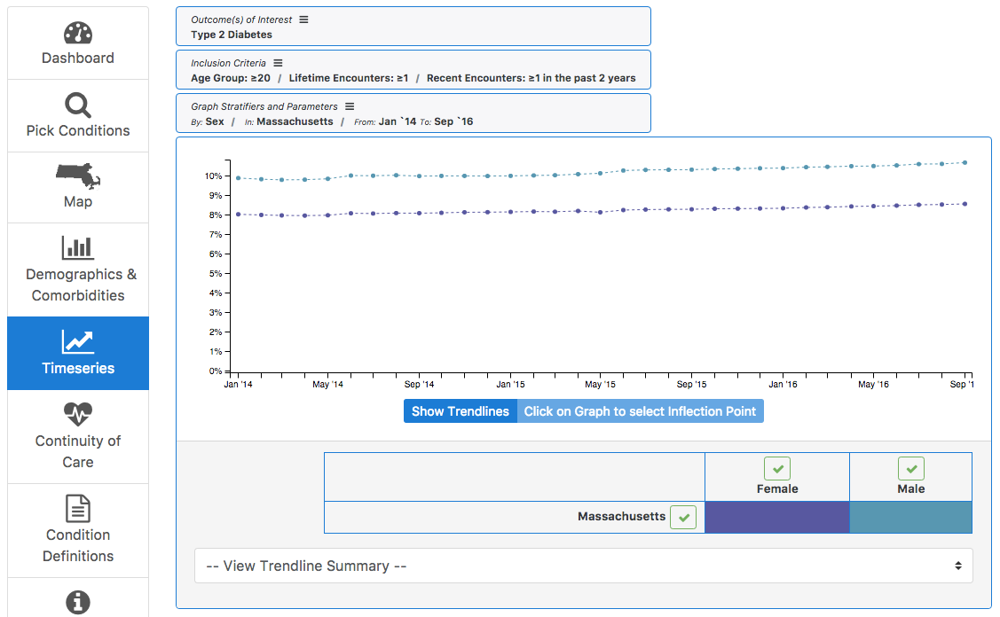 Dashboard
Pick Conditions
Map
Demographics &
Comorbidities
Timeseries
Continuity of
Care
Condition
Definitions
Outcome(s) of Interest
Type 2 Diabetes
Inclusion Criteria
Age Group: ≥20 / Lifetime Encounters: ≥1 / Recent Encounters: ≥1 in the past 2 years
Graph Stratifiers and Parameters
By: Sex / In: Massachusetts / From: Jan `14 To: Sep `16
10%
9%
8%
7%
6%
5%
4%
3%
2%
1%
0%
Jan '14 May '14 Sep '14 Jan '15 May '15 Sep '15 Jan '16 May '16 Sep '1
Show Trendlines Click on Graph to select Inflection Point
Female Male
Massachusetts
-- View Trendline Summary --